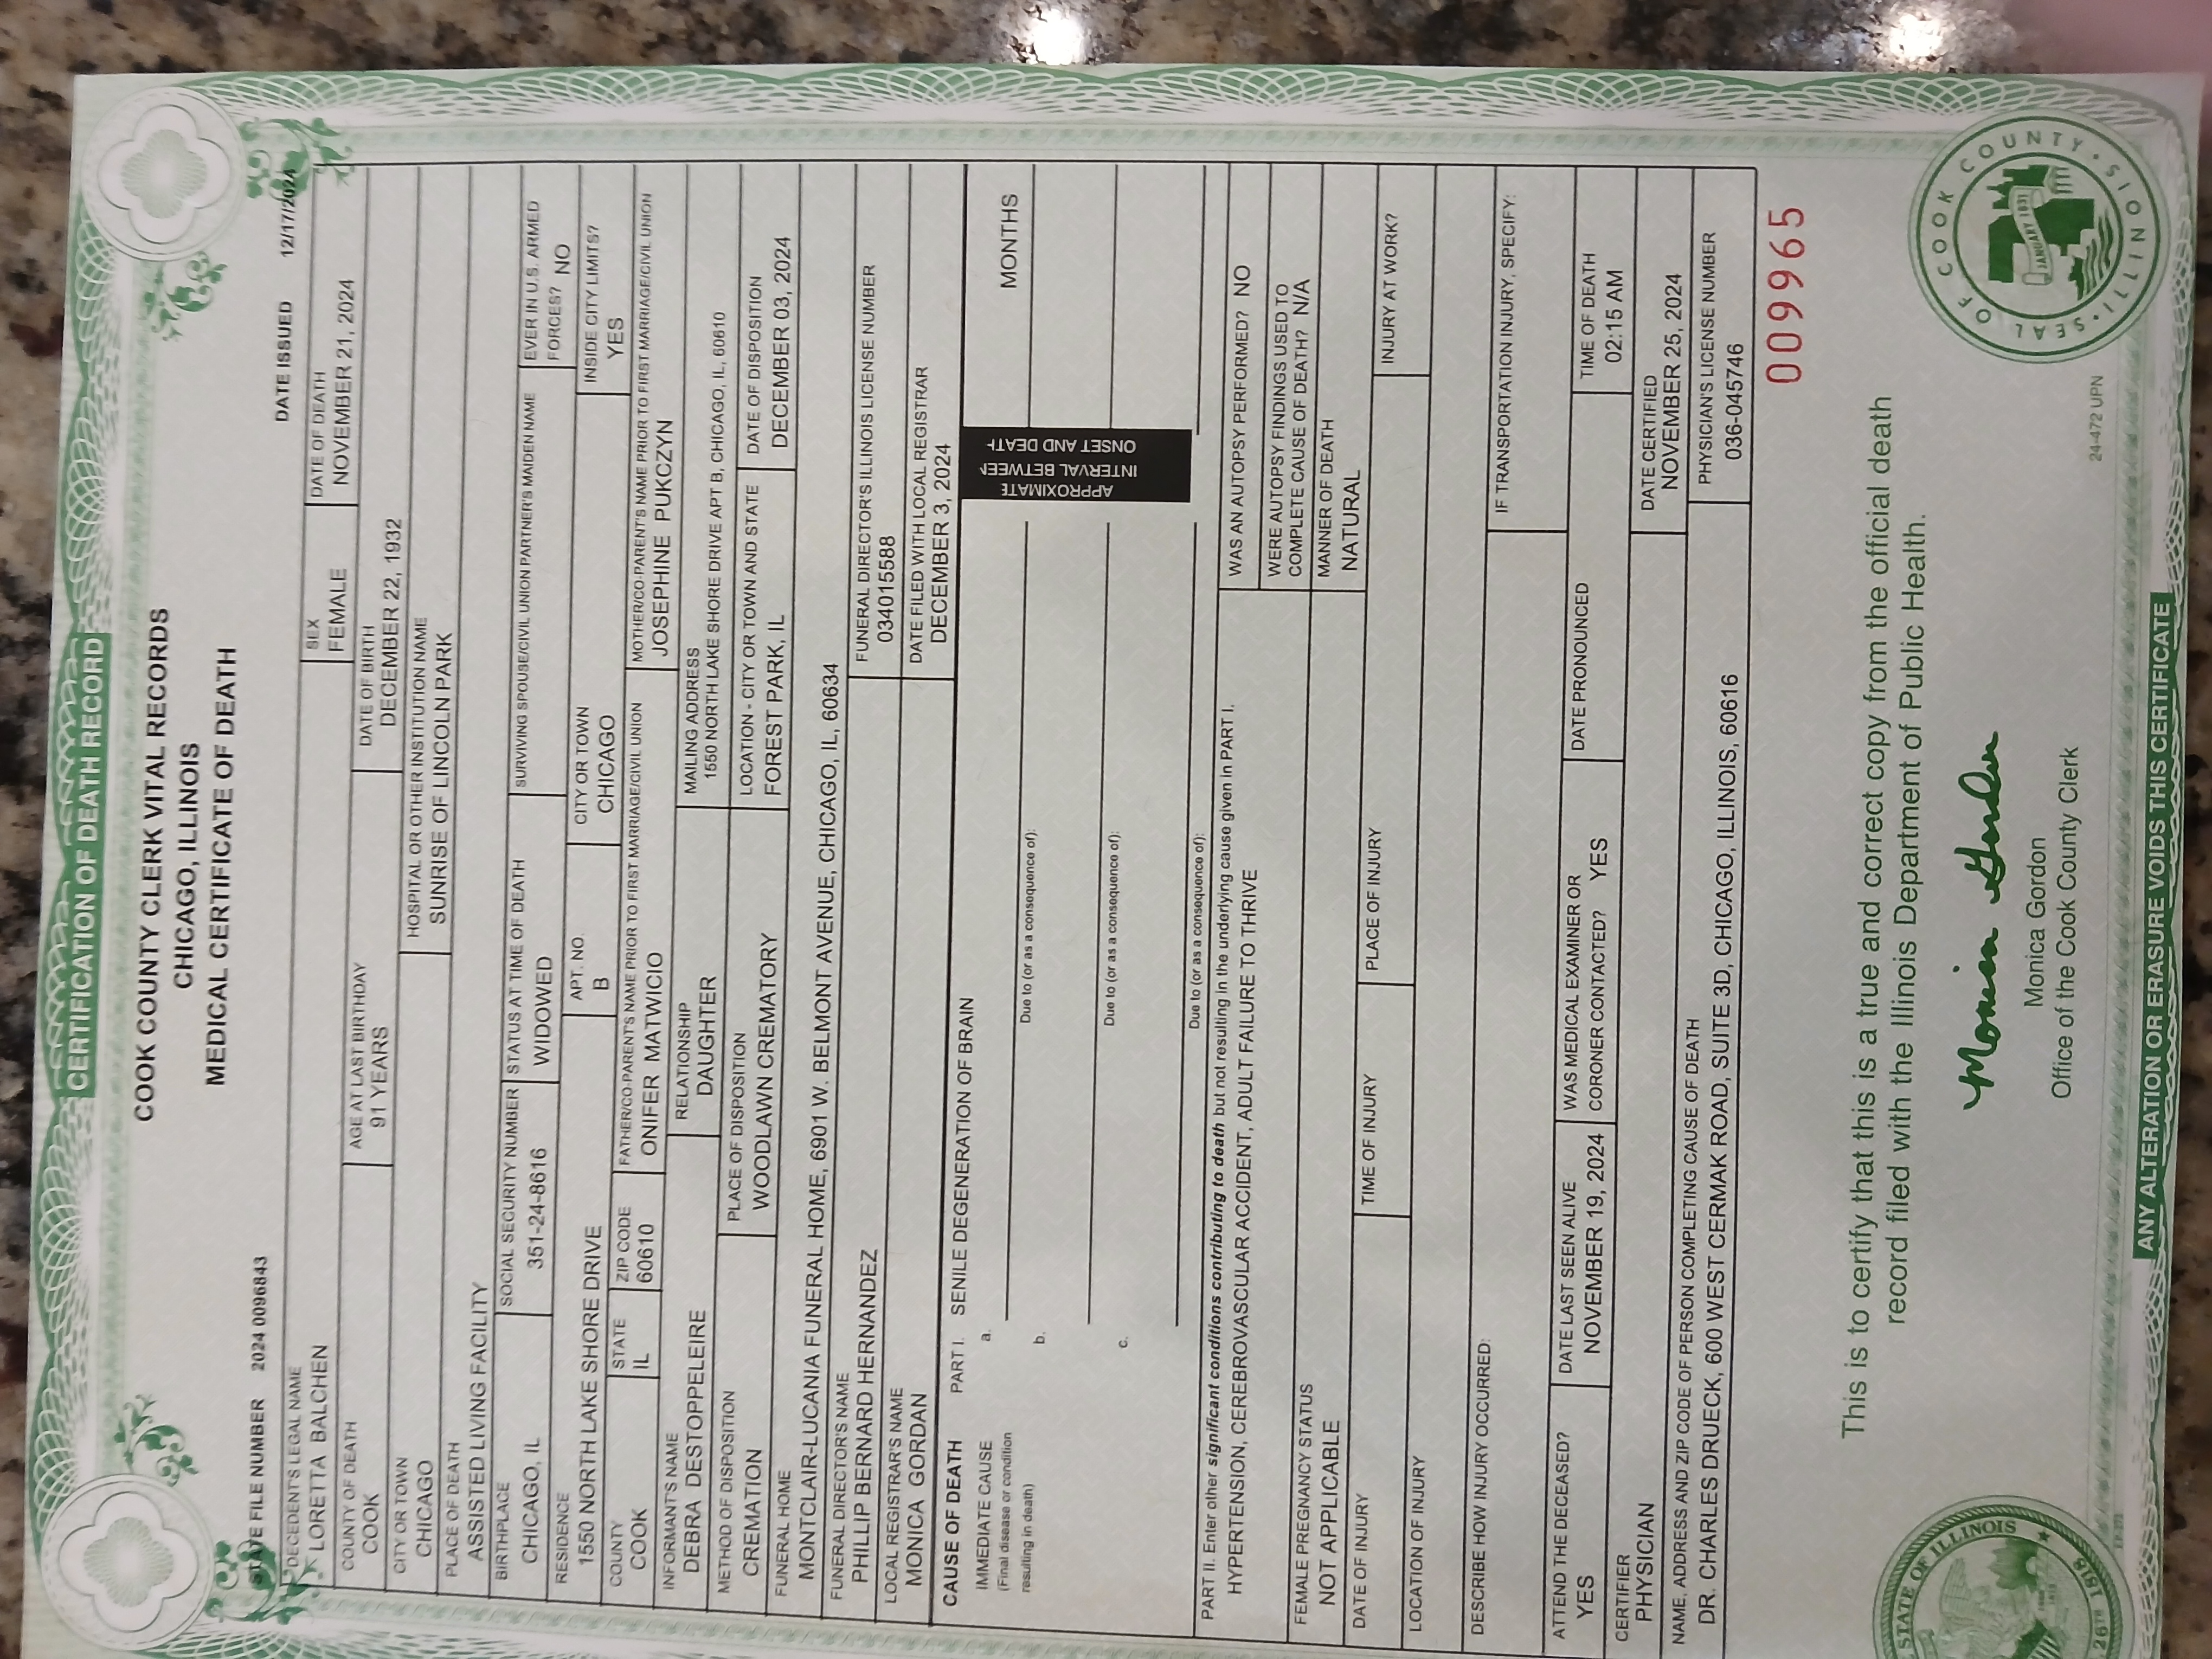 CERTIFICATION OF DEATH RECORD
COOK COUNTY CLERK VITAL RECORDS
CHICAGO, ILLINOIS
MEDICAL CERTIFICATE OF DEATH
STATE FILE NUMBER 2024 0096843
DATE ISSUED 12/17/2024
DECEDENT'S LEGAL NAME
LORETTA BALCHEN
SEX
FEMALE
DATE OF DEATH
NOVEMBER 21, 2024
COUNTY OF DEATH
COOK
AGE AT LAST BIRTHDAY
91 YEARS
DATE OF BIRTH
DECEMBER 22, 1932
CITY OR TOWN
CHICAGO
HOSPITAL OR OTHER INSTITUTION NAME
SUNRISE OF LINCOLN PARK
PLACE OF DEATH
ASSISTED LIVING FACILITY
BIRTHPLACE
CHICAGO, IL
SOCIAL SECURITY NUMBER
351-24-8616
STATUS AT TIME OF DEATH
WIDOWED
SURVIVING SPOUSE/CIVIL UNION PARTNER'S MAIDEN NAME
EVER IN U.S. ARMED
FORCES? NO
RESIDENCE
1550 NORTH LAKE SHORE DRIVE
APT. NO.
B
CITY OR TOWN
CHICAGO
INSIDE CITY LIMITS?
YES
COUNTY
COOK
STATE
IL
ZIP CODE
60610
FATHER/CO-PARENT'S NAME PRIOR TO FIRST MARRIAGE/CIVIL UNION
ONIFER MATWICIO
MOTHER/CO-PARENT'S NAME PRIOR TO FIRST MARRIAGE/CIVIL UNION
JOSEPHINE PUKCZYN
INFORMANT'S NAME
DEBRA DESTOPPELEIRE
RELATIONSHIP
DAUGHTER
MAILING ADDRESS
1550 NORTH LAKE SHORE DRIVE APT B, CHICAGO, IL, 60610
METHOD OF DISPOSITION
CREMATION
PLACE OF DISPOSITION
WOODLAWN CREMATORY
LOCATION - CITY OR TOWN AND STATE
FOREST PARK, IL
DATE OF DISPOSITION
DECEMBER 03, 2024
FUNERAL HOME
MONTCLAIR-LUCANIA FUNERAL HOME, 6901 W. BELMONT AVENUE, CHICAGO, IL, 60634
FUNERAL DIRECTOR'S NAME
PHILLIP BERNARD HERNANDEZ
FUNERAL DIRECTOR'S ILLINOIS LICENSE NUMBER
034015588
LOCAL REGISTRAR'S NAME
MONICA GORDAN
DATE FILED WITH LOCAL REGISTRAR
DECEMBER 3, 2024
CAUSE OF DEATH PART I. SENILE DEGENERATION OF BRAIN
IMMEDIATE CAUSE a.
(Final disease or condition
resulting in death)
MONTHS
APPROXIMATE
INTERVAL BETWEEN
ONSET AND DEATH
Due to (or as a consequence of):
b.
Due to (or as a consequence of):
c.
Due to (or as a consequence of):
PART II. Enter other significant conditions contributing to death but not resulting in the underlying cause given in PART I.
HYPERTENSION, CEREBROVASCULAR ACCIDENT, ADULT FAILURE TO THRIVE
WAS AN AUTOPSY PERFORMED? NO
WERE AUTOPSY FINDINGS USED TO
COMPLETE CAUSE OF DEATH? N/A
FEMALE PREGNANCY STATUS
NOT APPLICABLE
MANNER OF DEATH
NATURAL
DATE OF INJURY
TIME OF INJURY
PLACE OF INJURY
INJURY AT WORK?
LOCATION OF INJURY
DESCRIBE HOW INJURY OCCURRED:
IF TRANSPORTATION INJURY, SPECIFY:
ATTEND THE DECEASED?
YES
DATE LAST SEEN ALIVE
NOVEMBER 19, 2024
WAS MEDICAL EXAMINER OR
CORONER CONTACTED? YES
DATE PRONOUNCED
TIME OF DEATH
02:15 AM
CERTIFIER
PHYSICIAN
DATE CERTIFIED
NOVEMBER 25, 2024
NAME, ADDRESS AND ZIP CODE OF PERSON COMPLETING CAUSE OF DEATH
DR. CHARLES DRUECK, 600 WEST CERMAK ROAD, SUITE 3D, CHICAGO, ILLINOIS, 60616
PHYSICIAN'S LICENSE NUMBER
036-045746
009965
This is to certify that this is a true and correct copy from the official death
record filed with the Illinois Department of Public Health.
Monica Gordon
Monica Gordon
Office of the Cook County Clerk
24-472 UPN
STATE OF ILLINOIS
26TH 1818
SEAL OF COOK COUNTY ILLINOIS
JANUARY 1831
ANY ALTERATION OR ERASURE VOIDS THIS CERTIFICATE